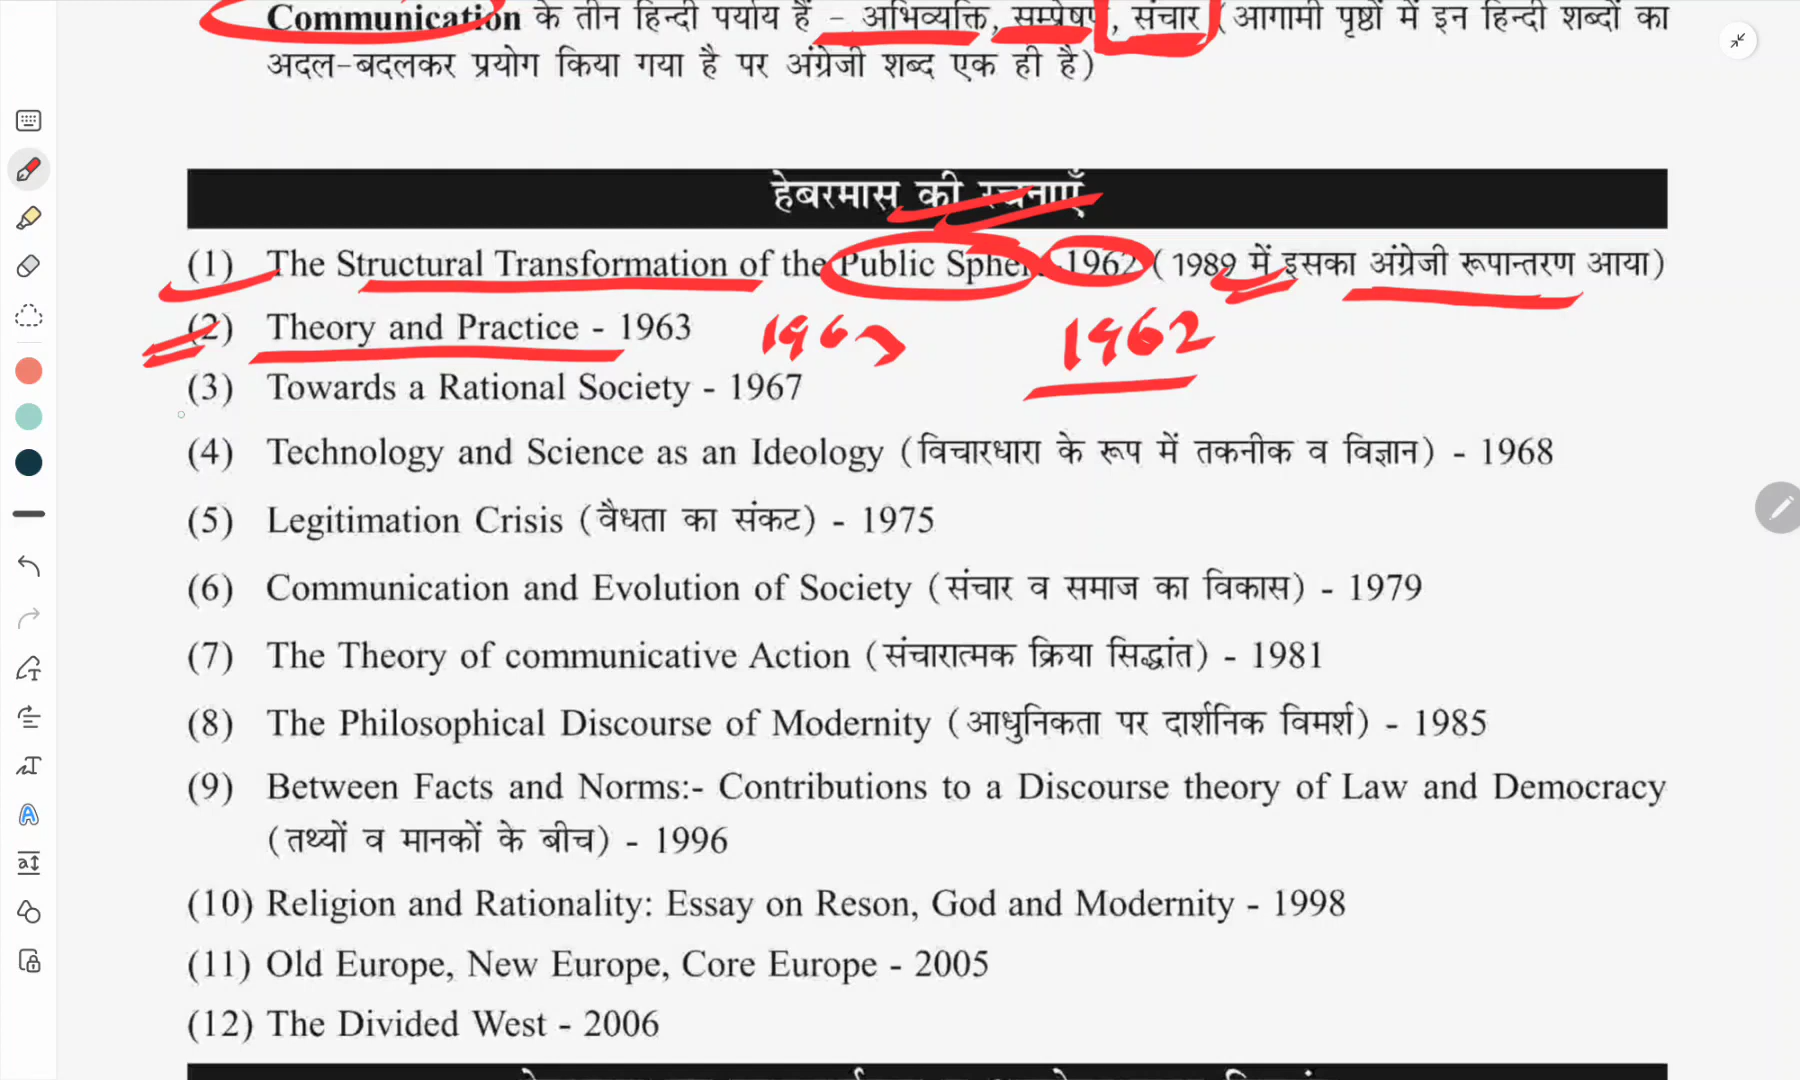 Communication के तीन हिन्दी पर्याय हैं - अभिव्यक्ति, सम्प्रेषण, संचार (आगामी पृष्ठों में इन हिन्दी शब्दों का
अदल-बदलकर प्रयोग किया गया है पर अंग्रेजी शब्द एक ही है)
हेबरमास की रचनाएँ
(1) The Structural Transformation of the Public Sphere 1962 (1989 में इसका अंग्रेजी रूपान्तरण आया)
(2) Theory and Practice - 1963 1963 1962
(3) Towards a Rational Society - 1967
(4) Technology and Science as an Ideology (विचारधारा के रूप में तकनीक व विज्ञान) - 1968
(5) Legitimation Crisis (वैधता का संकट) - 1975
(6) Communication and Evolution of Society (संचार व समाज का विकास) - 1979
(7) The Theory of communicative Action (संचारात्मक क्रिया सिद्धांत) - 1981
(8) The Philosophical Discourse of Modernity (आधुनिकता पर दार्शनिक विमर्श) - 1985
(9) Between Facts and Norms:- Contributions to a Discourse theory of Law and Democracy
(तथ्यों व मानकों के बीच) - 1996
(10) Religion and Rationality: Essay on Reson, God and Modernity - 1998
(11) Old Europe, New Europe, Core Europe - 2005
(12) The Divided West - 2006